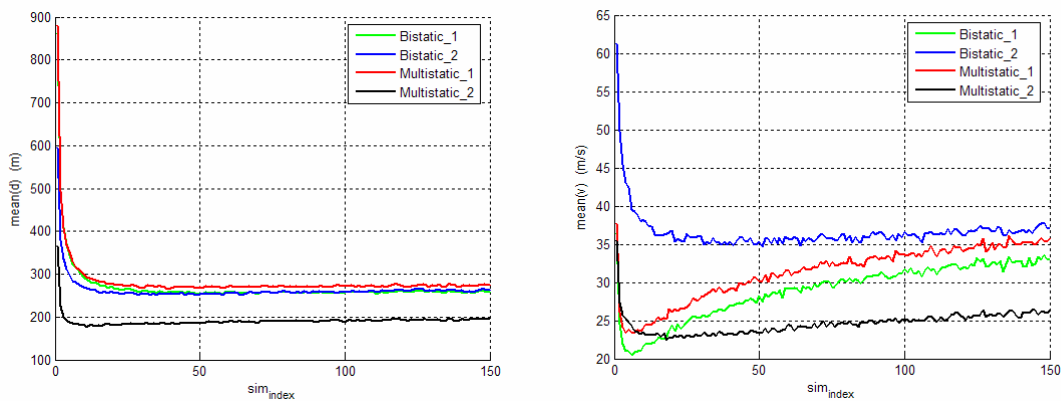 900
800
700
600
500
400
300
200
100
mean(d) (m)
0
50
100
150
sim_index
Bistatic_1
Bistatic_2
Multistatic_1
Multistatic_2
65
60
55
50
45
40
35
30
25
20
mean(v) (m/s)
0
50
100
150
sim_index
Bistatic_1
Bistatic_2
Multistatic_1
Multistatic_2